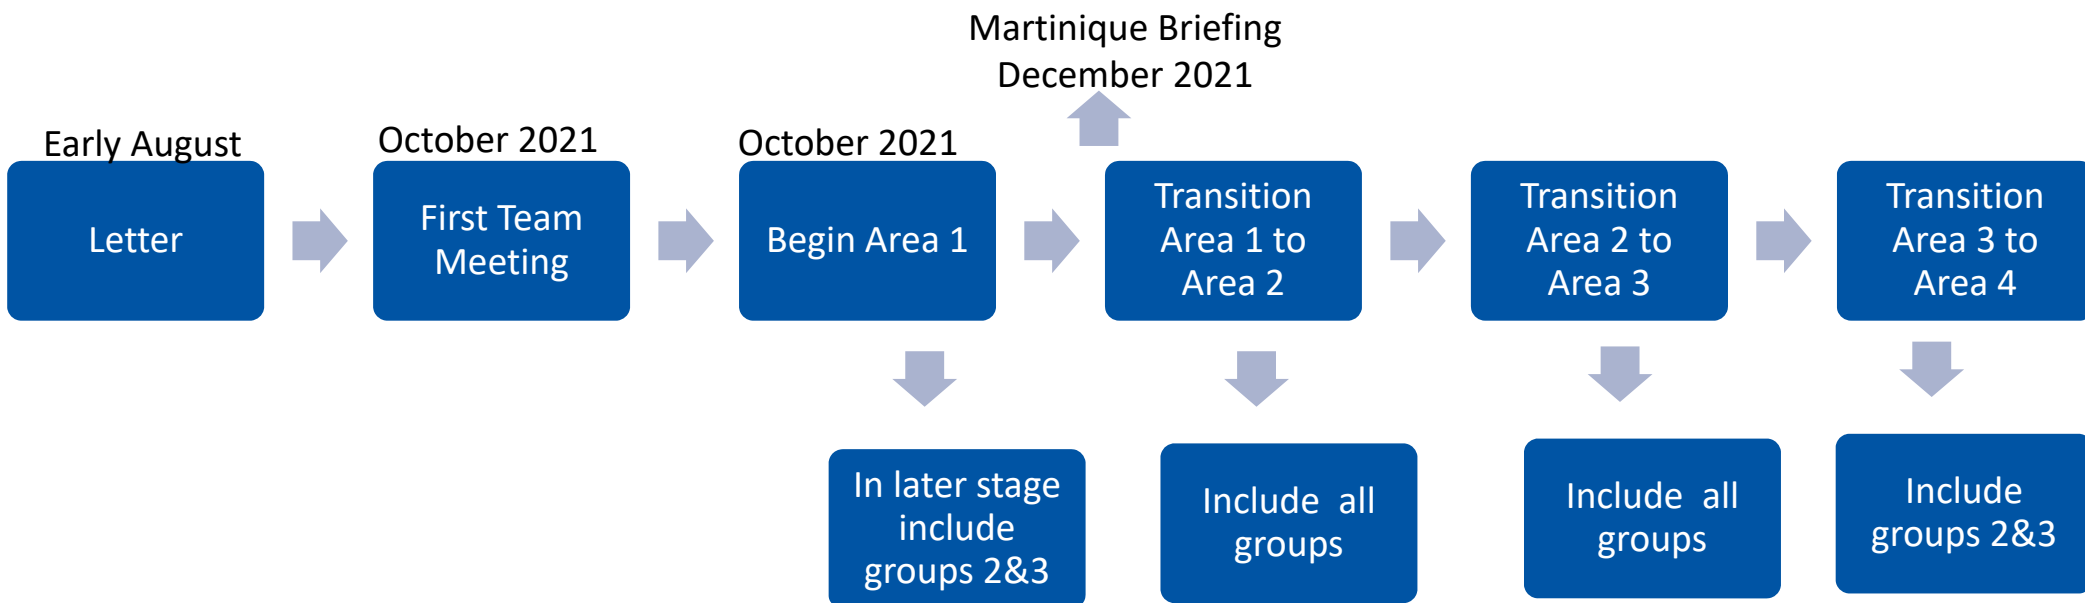 Martinique Briefing
December 2021
Early August
October 2021
October 2021
Letter
First Team
Meeting
Begin Area 1
Transition
Area 1 to
Area 2
Transition
Area 2 to
Area 3
Transition
Area 3 to
Area 4
In later stage
include
groups 2&3
Include  all
groups
Include  all
groups
Include
groups 2&3